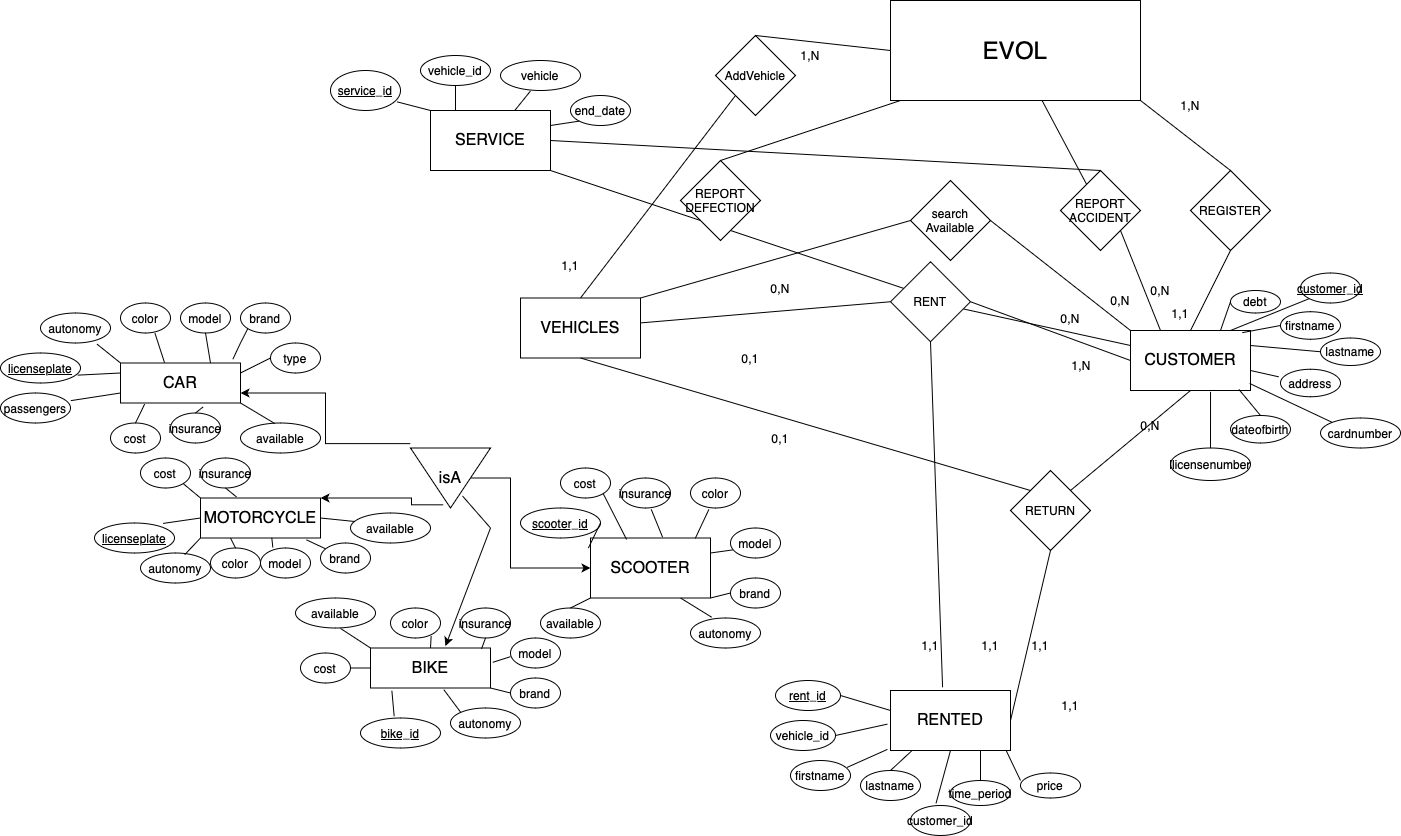 EVOL
1,N
AddVehicle
vehicle_id
vehicle
service_id
end_date
1,N
SERVICE
REPORT
DEFECTION
search
Available
REPORT
ACCIDENT
REGISTER
1,1
0,N
0,N
0,N
1,1
customer_id
debt
RENT
firstname
VEHICLES
0,N
lastname
CUSTOMER
0,1
1,N
address
0,1
0,N
dateofbirth
cardnumber
licensenumber
color
model
brand
autonomy
type
licenseplate
CAR
passengers
cost
insurance
available
isA
cost
insurance
MOTORCYCLE
available
licenseplate
autonomy
color
model
brand
cost
insurance
color
scooter_id
model
SCOOTER
brand
available
autonomy
RETURN
available
color
insurance
model
cost
BIKE
brand
bike_id
autonomy
1,1
1,1
1,1
1,1
rent_id
RENTED
vehicle_id
firstname
lastname
time_period
price
customer_id